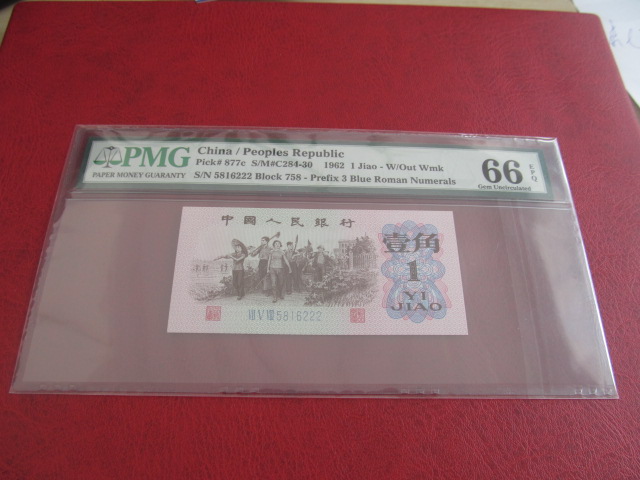 PMG
PAPER MONEY GUARANTY
China / Peoples Republic
Pick# 877c S/M#C284-30 1962 1 Jiao - W/Out Wmk
S/N 5816222 Block 758 - Prefix 3 Blue Roman Numerals
66 EPQ
Gem Uncirculated
中国人民银行
壹角
1
YI
JIAO
VII V VIII 5816222